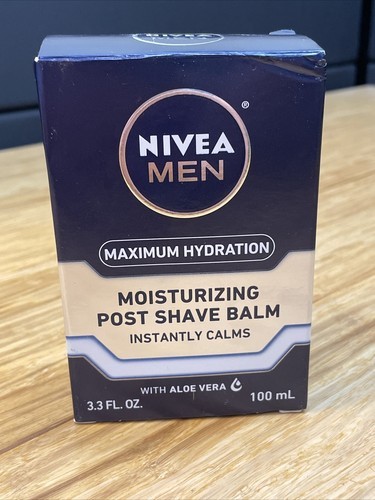 NIVEA
MEN
®
MAXIMUM HYDRATION
MOISTURIZING
POST SHAVE BALM
INSTANTLY CALMS
WITH ALOE VERA
3.3 FL. OZ. 100 mL